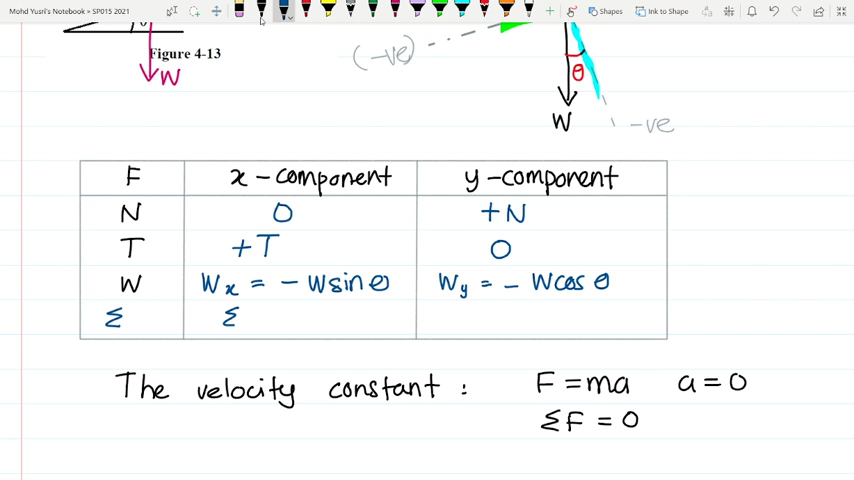 Mohd Yusri's Notebook » SP015 2021
Shapes
Ink to Shape
Figure 4-13
W
(-ve)
θ
W
-ve
F x-component y-component
N 0 +N
T +T 0
W Wx = - Wsinθ Wy = - Wcos θ
Σ Σ
The velocity constant : F = ma a = 0
ΣF = 0